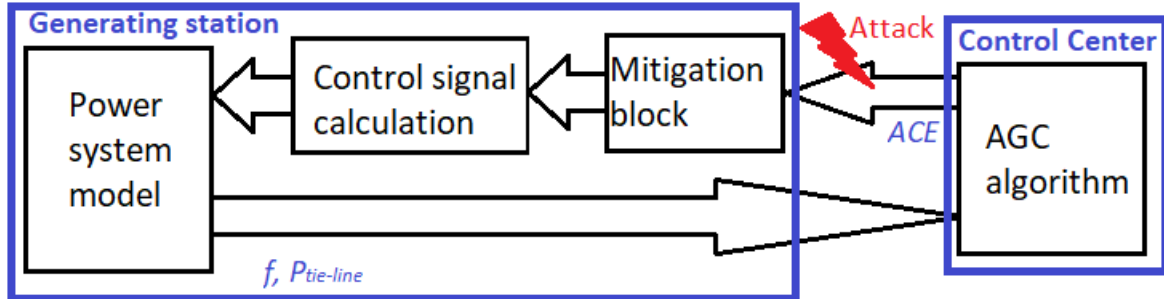 Generating station
Attack
Control Center
Power
system
model
Control signal
calculation
Mitigation
block
ACE
AGC
algorithm
f, Ptie-line